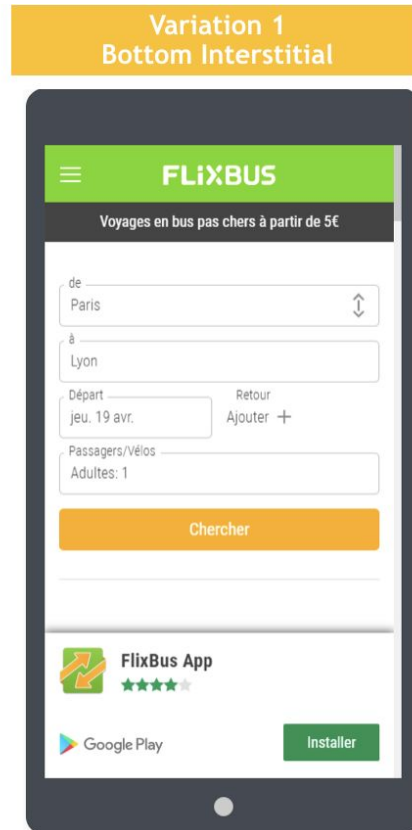 Variation 1
Bottom Interstitial
FLiXBUS
Voyages en bus pas chers à partir de 5€
de
Paris
à
Lyon
Départ
Retour
jeu. 19 avr.
Ajouter +
Passagers/Vélos
Adultes: 1
Chercher
FlixBus App
Google Play
Installer